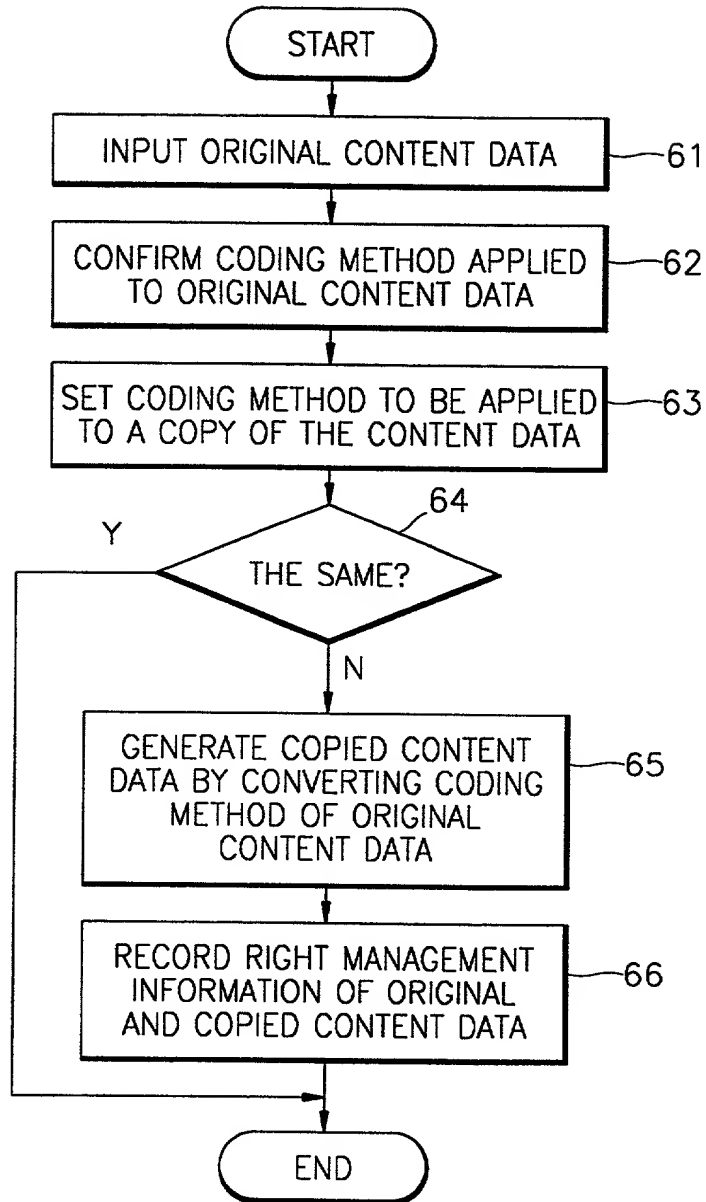 START
INPUT ORIGINAL CONTENT DATA
61
CONFIRM CODING METHOD APPLIED
TO ORIGINAL CONTENT DATA
62
SET CODING METHOD TO BE APPLIED
TO A COPY OF THE CONTENT DATA
63
64
Y
THE SAME?
N
GENERATE COPIED CONTENT
DATA BY CONVERTING CODING
METHOD OF ORIGINAL
CONTENT DATA
65
RECORD RIGHT MANAGEMENT
INFORMATION OF ORIGINAL
AND COPIED CONTENT DATA
66
END